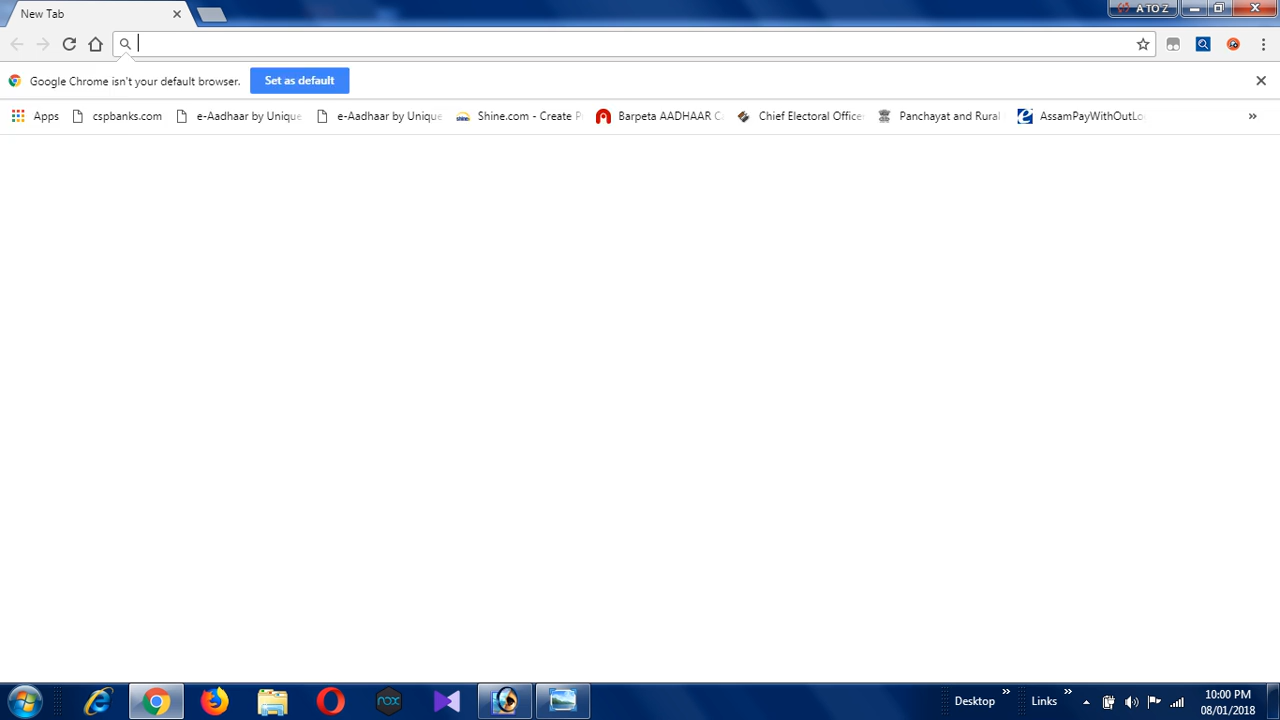 New Tab
A TO Z
Google Chrome isn't your default browser.
Set as default
Apps
cspbanks.com
e-Aadhaar by Unique
e-Aadhaar by Unique
Shine.com - Create P
Barpeta AADHAAR C
Chief Electoral Officer
Panchayat and Rural
AssamPayWithOutLo
nox
Desktop
Links
10:00 PM
08/01/2018